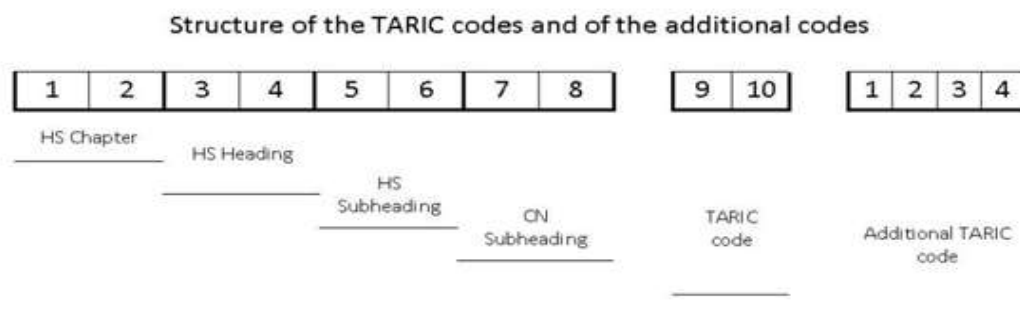 Structure of the TARIC codes and of the additional codes
1 2 3 4 5 6 7 8 9 10 1 2 3 4
HS Chapter
HS Heading
HS
Subheading
CN
Subheading
TARIC
code
Additional TARIC
code